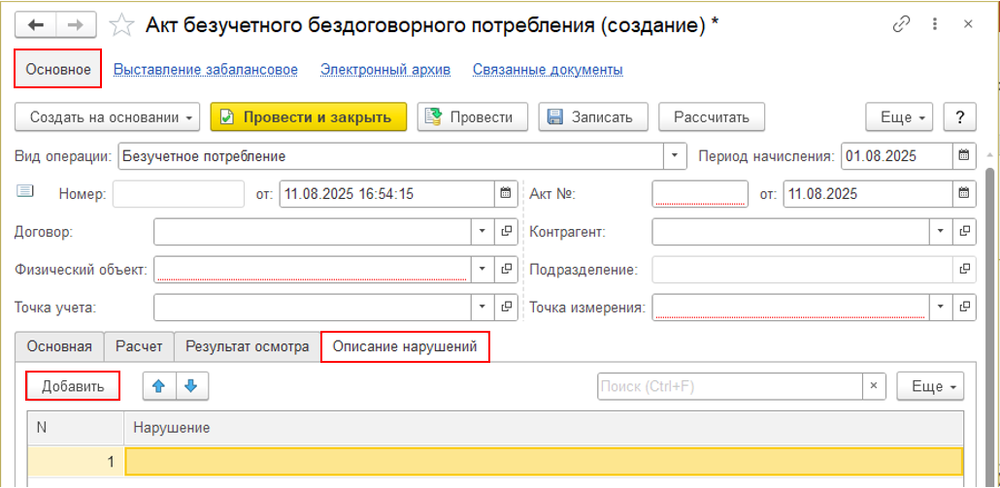 Акт безучетного бездоговорного потребления (создание) *
Основное Выставление забалансовое Электронный архив Связанные документы
Создать на основании Провести и закрыть Провести Записать Рассчитать Еще ?
Вид операции: Безучетное потребление Период начисления: 01.08.2025
Номер: от: 11.08.2025 16:54:15 Акт №: от: 11.08.2025
Договор: Контрагент:
Физический объект: Подразделение:
Точка учета: Точка измерения:
Основная Расчет Результат осмотра Описание нарушений
Добавить Поиск (Ctrl+F) × Еще
N Нарушение
1